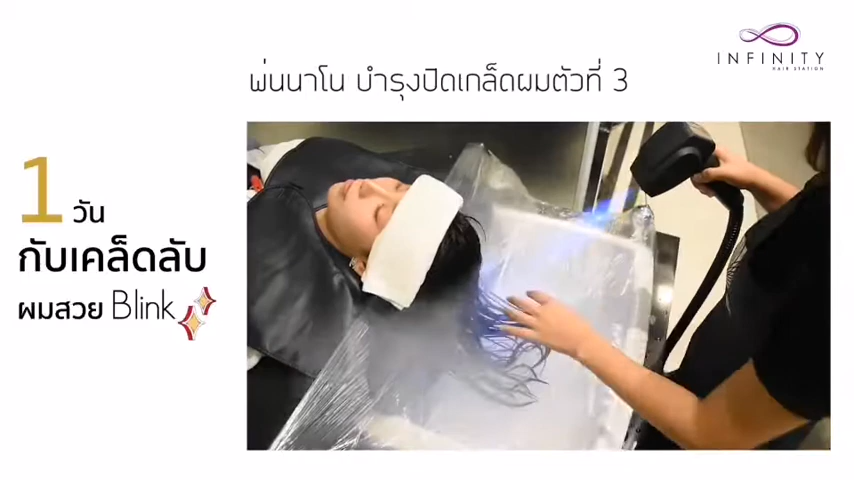 INFINITY
HAIR STATION
พ่นนาโน บำรุงปิดเกล็ดผมตัวที่ 3
1 วัน
กับเคล็ดลับ
ผมสวย Blink